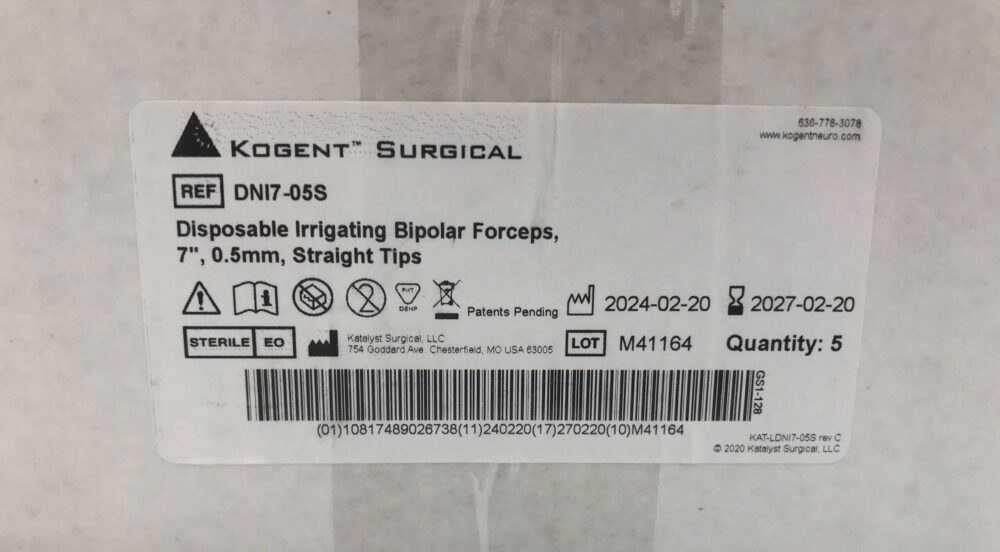 636-778-3078
www.kogentneuro.com
KOGENT™ SURGICAL
REF DNI7-05S
Disposable Irrigating Bipolar Forceps,
7", 0.5mm, Straight Tips
2
PHT
DEHP
Patents Pending
2024-02-20
2027-02-20
STERILE EO
Katalyst Surgical, LLC
754 Goddard Ave. Chesterfield, MO USA 63005
LOT M41164
Quantity: 5
GS1-128
(01)10817489026738(11)240220(17)270220(10)M41164
KAT-LDNI7-05S rev C
© 2020 Katalyst Surgical, LLC